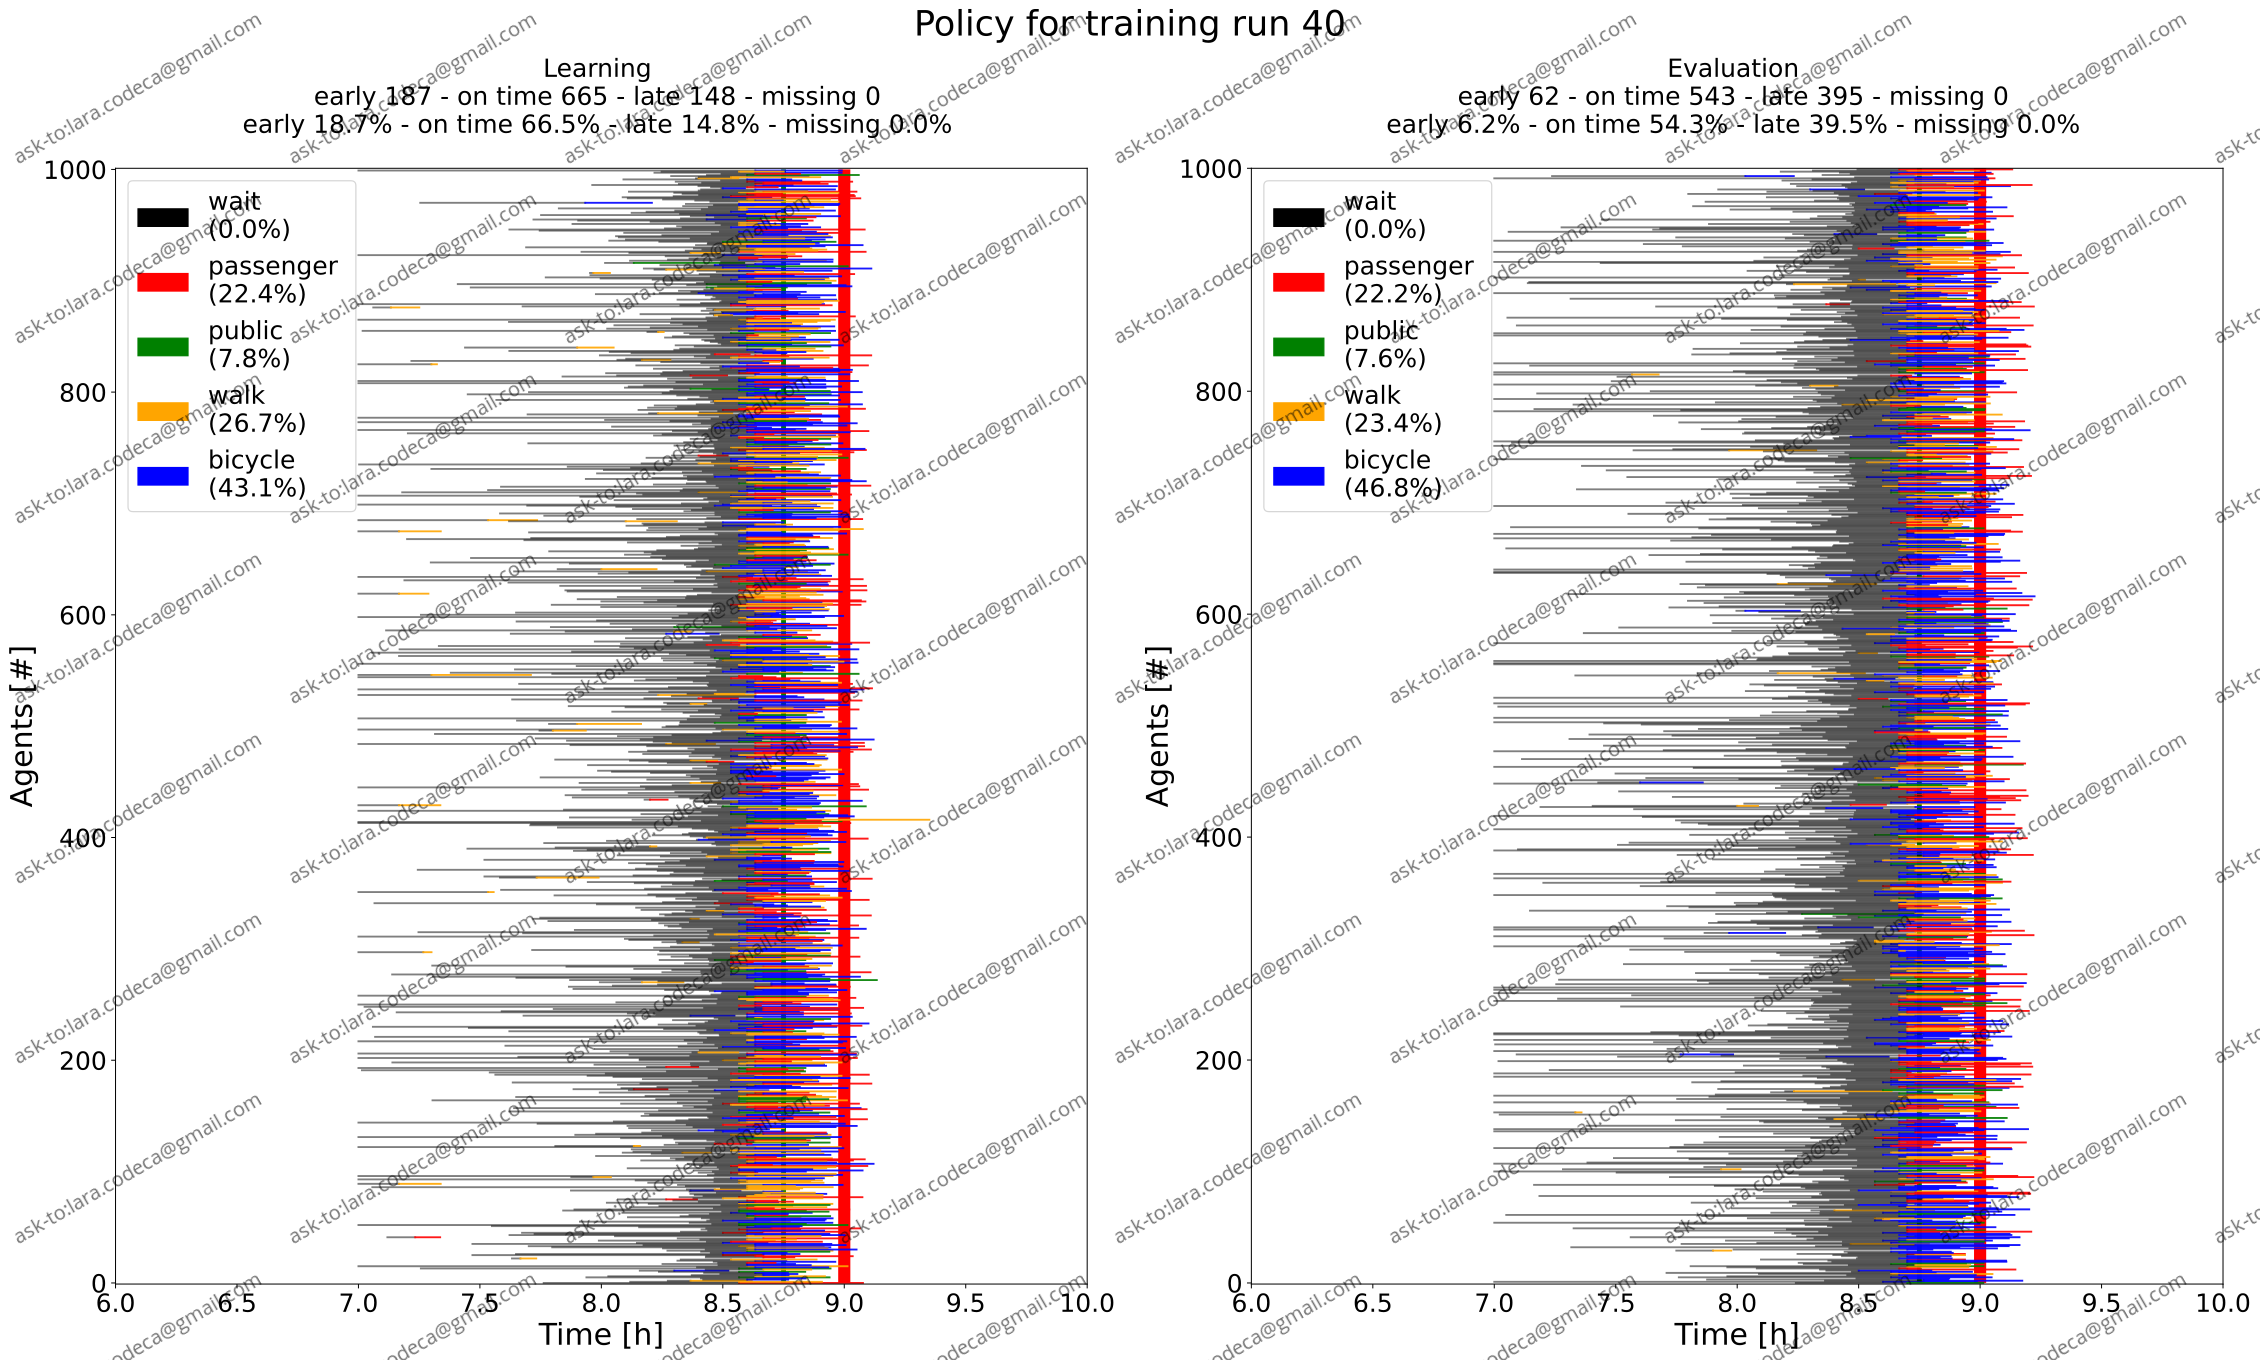 Policy for training run 40
Learning
early 187 - on time 665 - late 148 - missing 0
early 18.7% - on time 66.5% - late 14.8% - missing 0.0%
1000
800
600
400
200
0
Agents [#]
wait
(0.0%)
passenger
(22.4%)
public
(7.8%)
walk
(26.7%)
bicycle
(43.1%)
6.0 6.5 7.0 7.5 8.0 8.5 9.0 9.5 10.0
Time [h]
Evaluation
early 62 - on time 543 - late 395 - missing 0
early 6.2% - on time 54.3% - late 39.5% - missing 0.0%
1000
800
600
400
200
0
Agents [#]
wait
(0.0%)
passenger
(22.2%)
public
(7.6%)
walk
(23.4%)
bicycle
(46.8%)
6.0 6.5 7.0 7.5 8.0 8.5 9.0 9.5 10.0
Time [h]
ask-to:lara.codeca@gmail.com